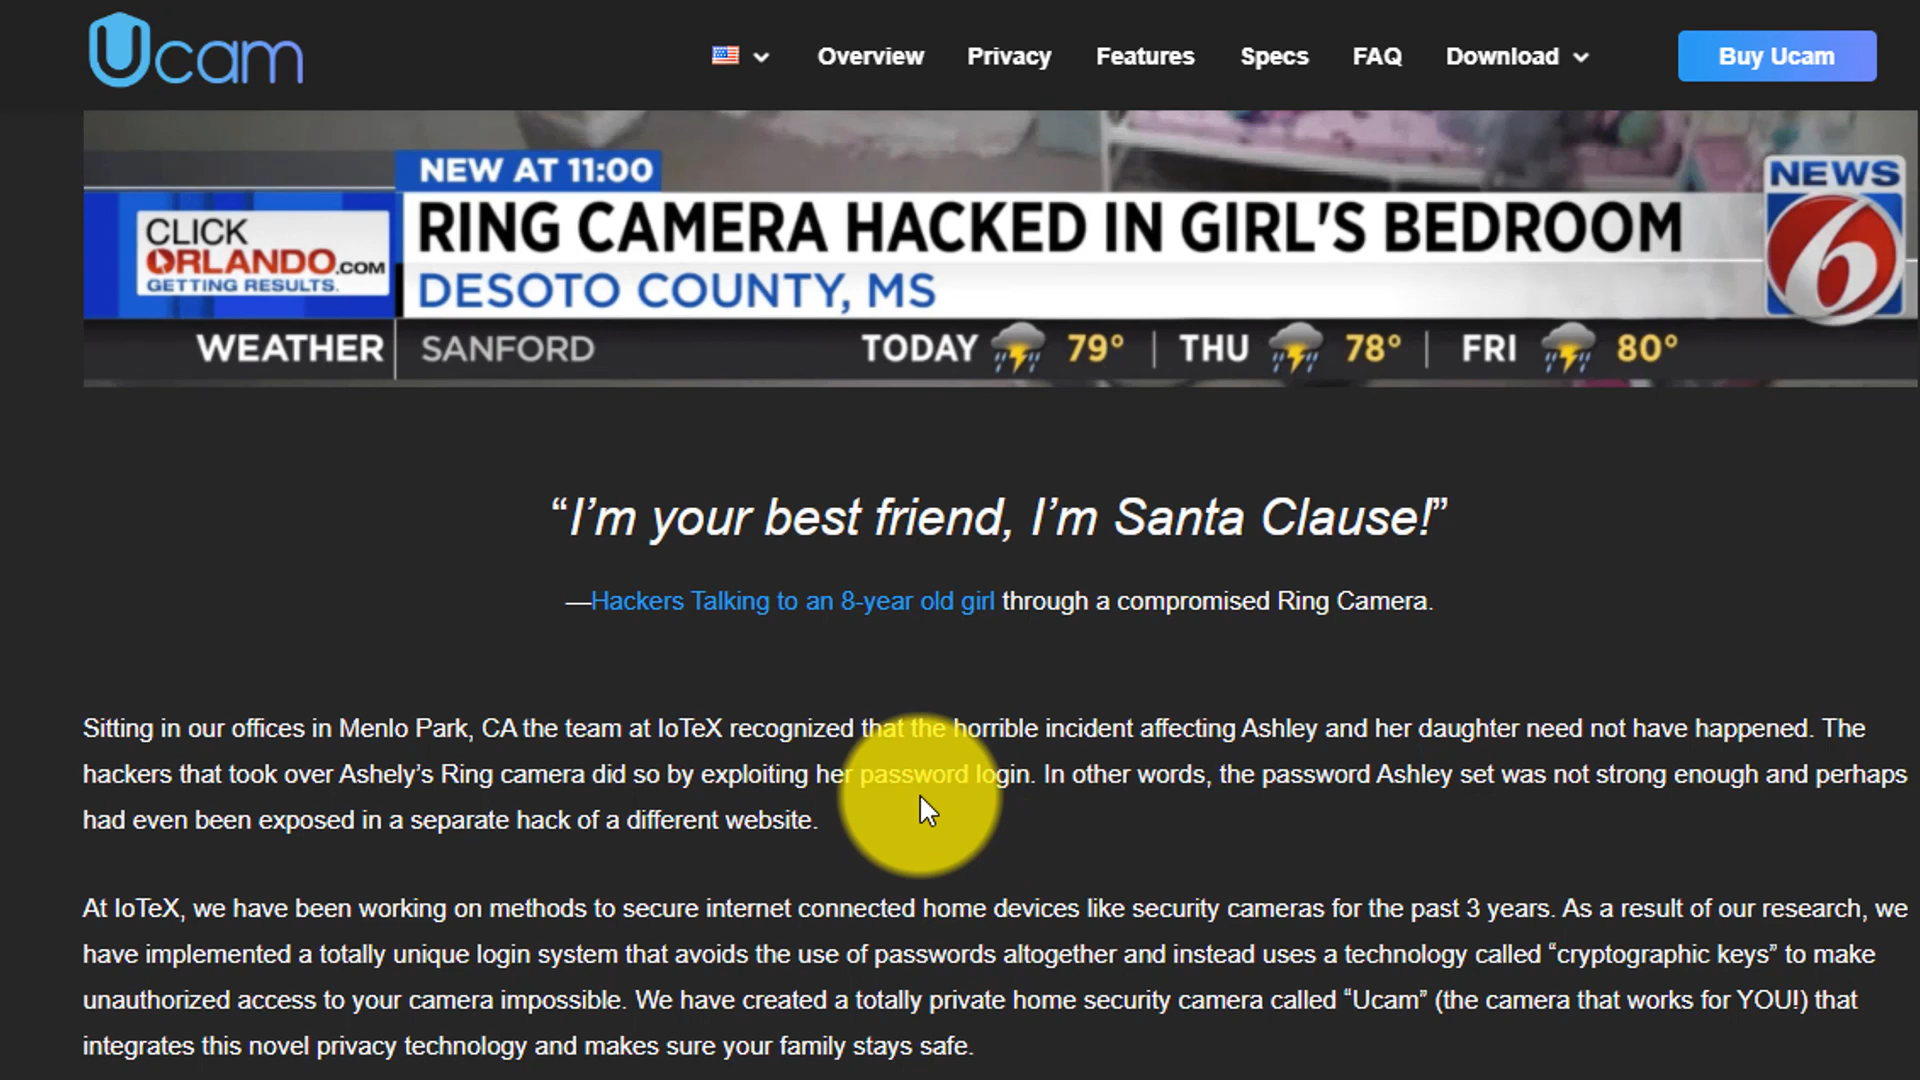 Ucam
Overview Privacy Features Specs FAQ Download Buy Ucam
NEW AT 11:00
NEWS
6
CLICK
ORLANDO.COM
GETTING RESULTS.
RING CAMERA HACKED IN GIRL'S BEDROOM
DESOTO COUNTY, MS
WEATHER SANFORD TODAY 79° THU 78° FRI 80°
“I’m your best friend, I’m Santa Clause!”
—Hackers Talking to an 8-year old girl through a compromised Ring Camera.
Sitting in our offices in Menlo Park, CA the team at IoTeX recognized that the horrible incident affecting Ashley and her daughter need not have happened. The
hackers that took over Ashely’s Ring camera did so by exploiting her password login. In other words, the password Ashley set was not strong enough and perhaps
had even been exposed in a separate hack of a different website.
At IoTeX, we have been working on methods to secure internet connected home devices like security cameras for the past 3 years. As a result of our research, we
have implemented a totally unique login system that avoids the use of passwords altogether and instead uses a technology called “cryptographic keys” to make
unauthorized access to your camera impossible. We have created a totally private home security camera called “Ucam” (the camera that works for YOU!) that
integrates this novel privacy technology and makes sure your family stays safe.